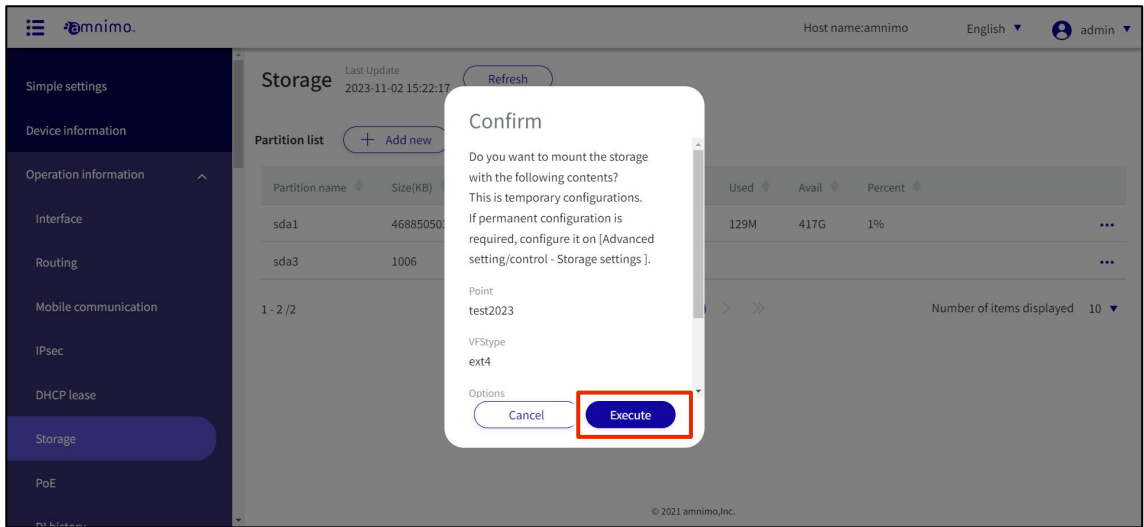 amnimo
Host name:amnimo
English
admin
Simple settings
Device information
Operation information
Interface
Routing
Mobile communication
IPsec
DHCP lease
Storage
PoE
DI history
Storage
Last Update
2023-11-02 15:22:17
Refresh
Partition list
+ Add new
Partition name Size(KB) Used Avail Percent
sda1 468850503 129M 417G 1% ...
sda3 1006 ...
1 - 2 /2
Number of items displayed 10
Confirm
Do you want to mount the storage
with the following contents?
This is temporary configurations.
If permanent configuration is
required, configure it on [Advanced
setting/control - Storage settings ].
Point
test2023
VFStype
ext4
Options
Cancel
Execute
© 2021 amnimo,Inc.